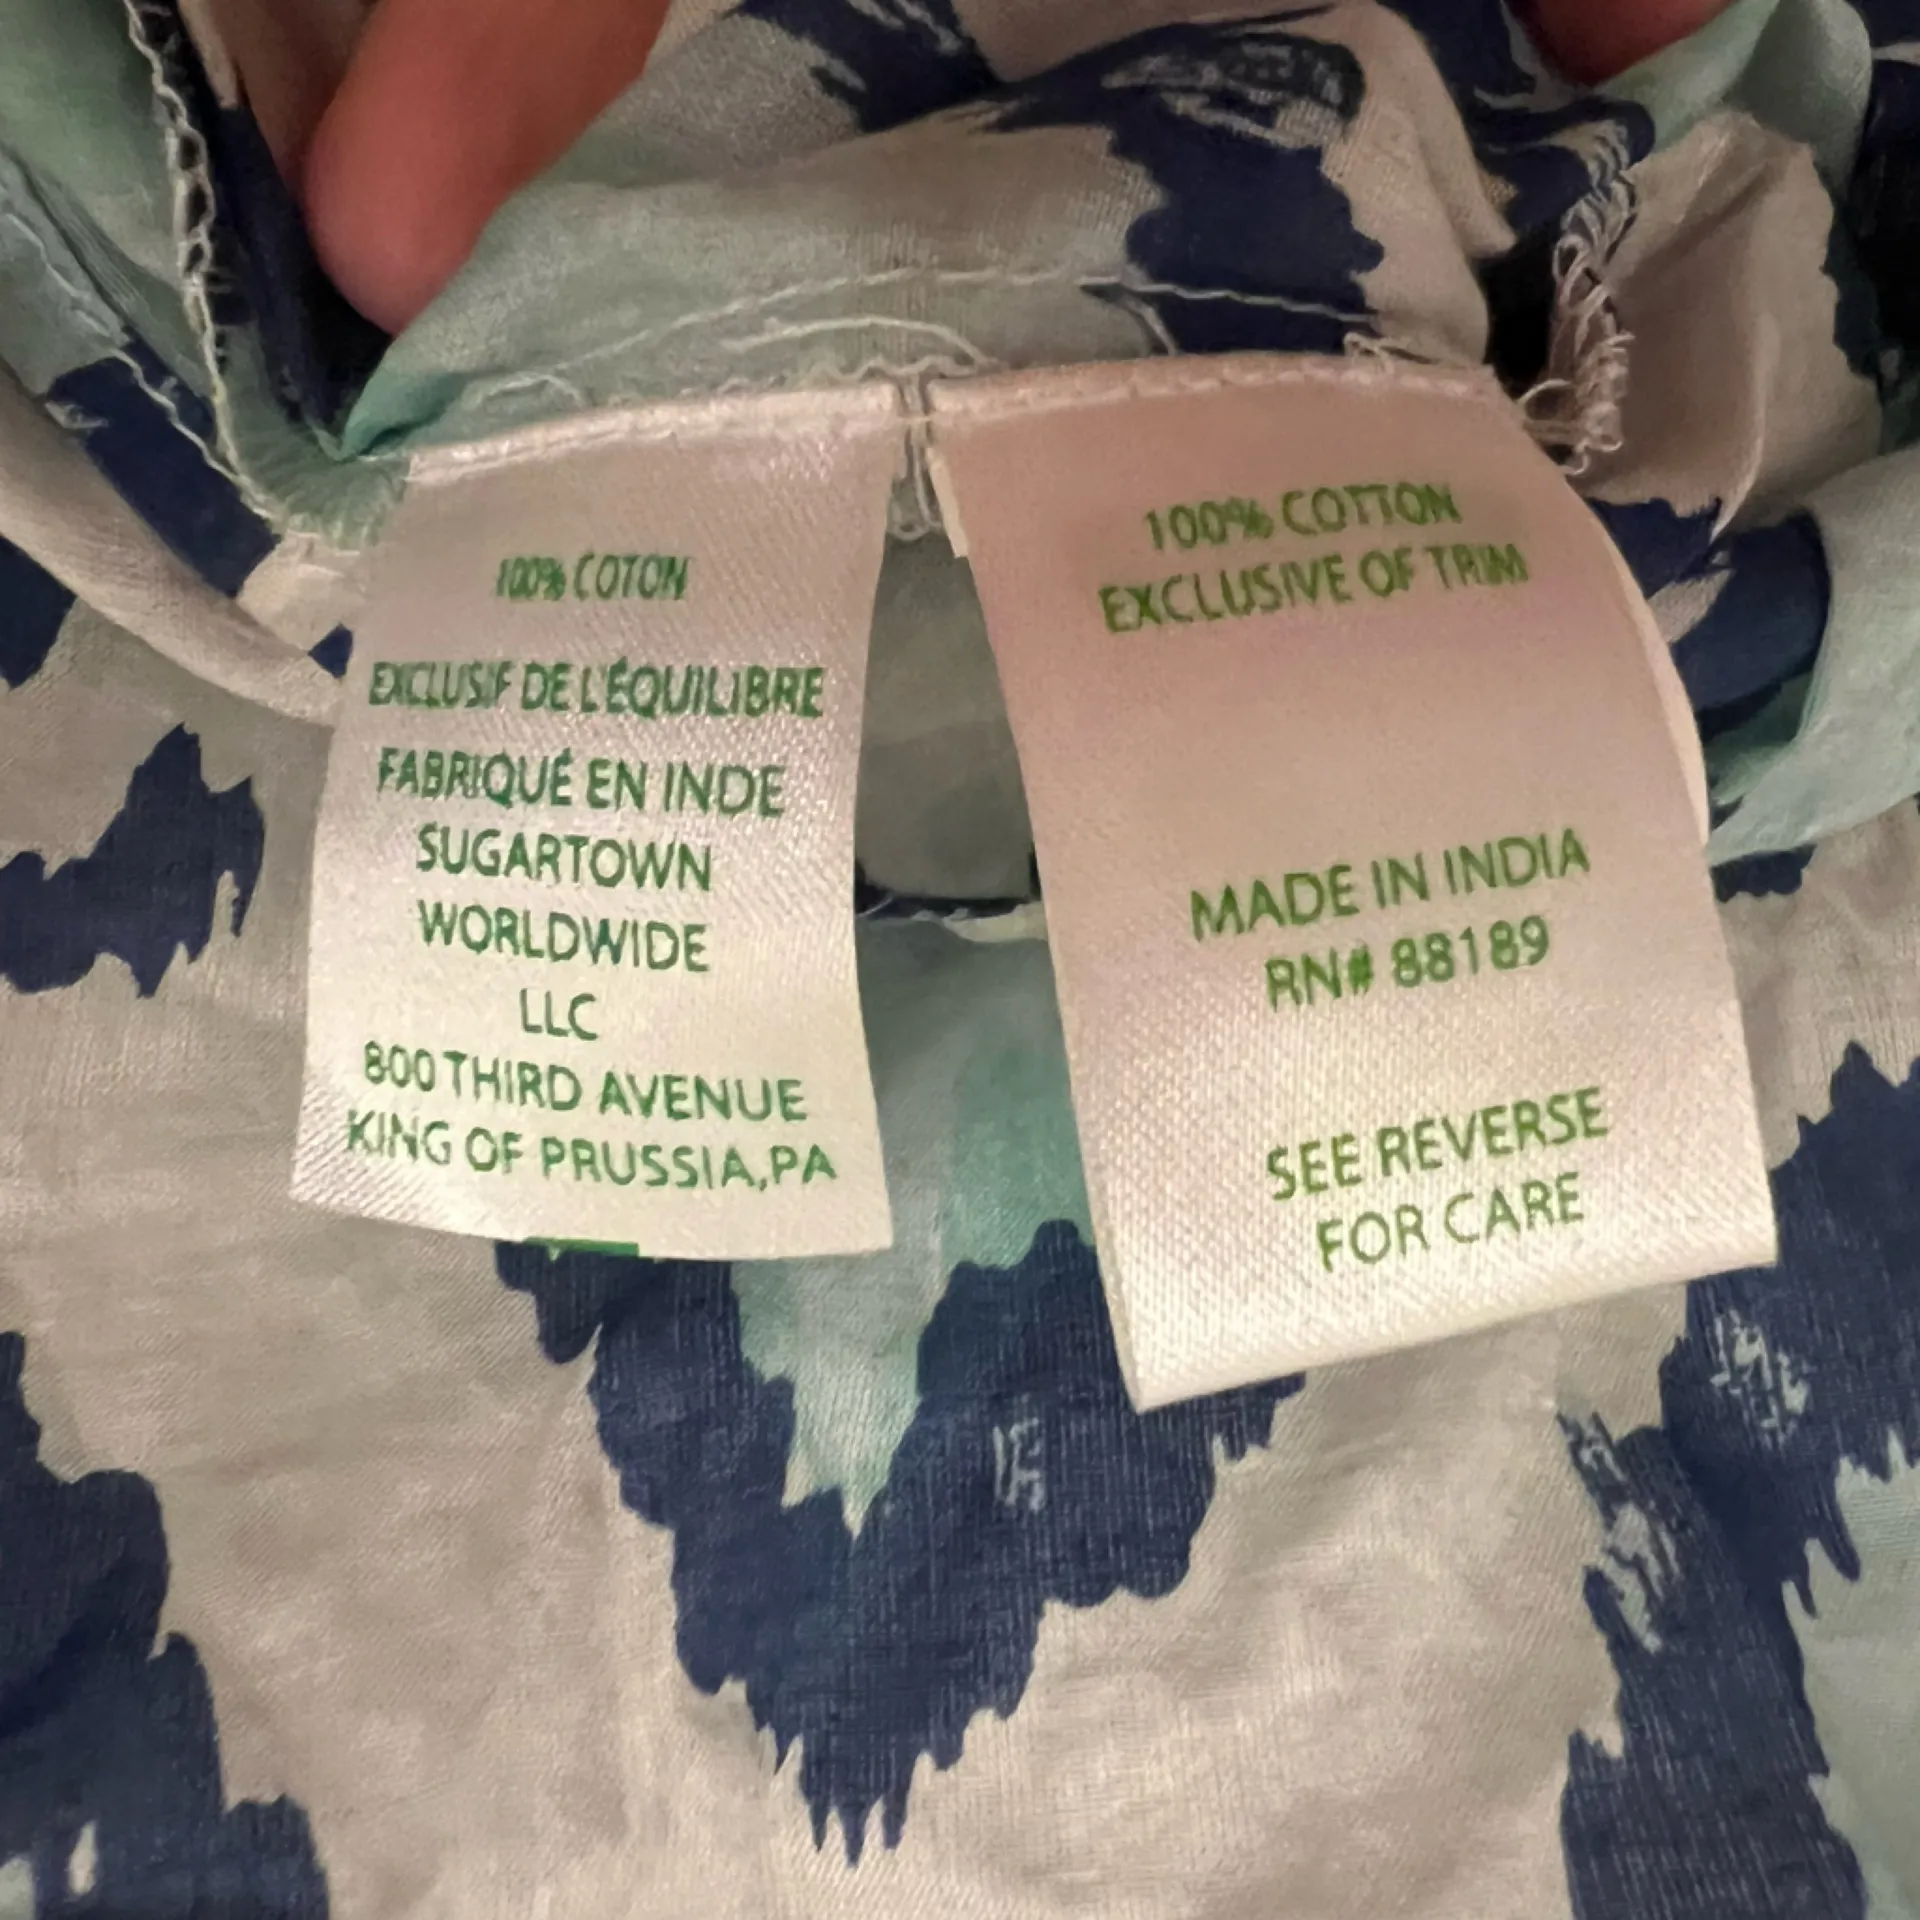 100% COTON
EXCLUSIF DE L'ÉQUILIBRE
FABRIQUÉ EN INDE
SUGARTOWN
WORLDWIDE
LLC
800 THIRD AVENUE
KING OF PRUSSIA,PA
100% COTTON
EXCLUSIVE OF TRIM
MADE IN INDIA
RN# 88189
SEE REVERSE
FOR CARE